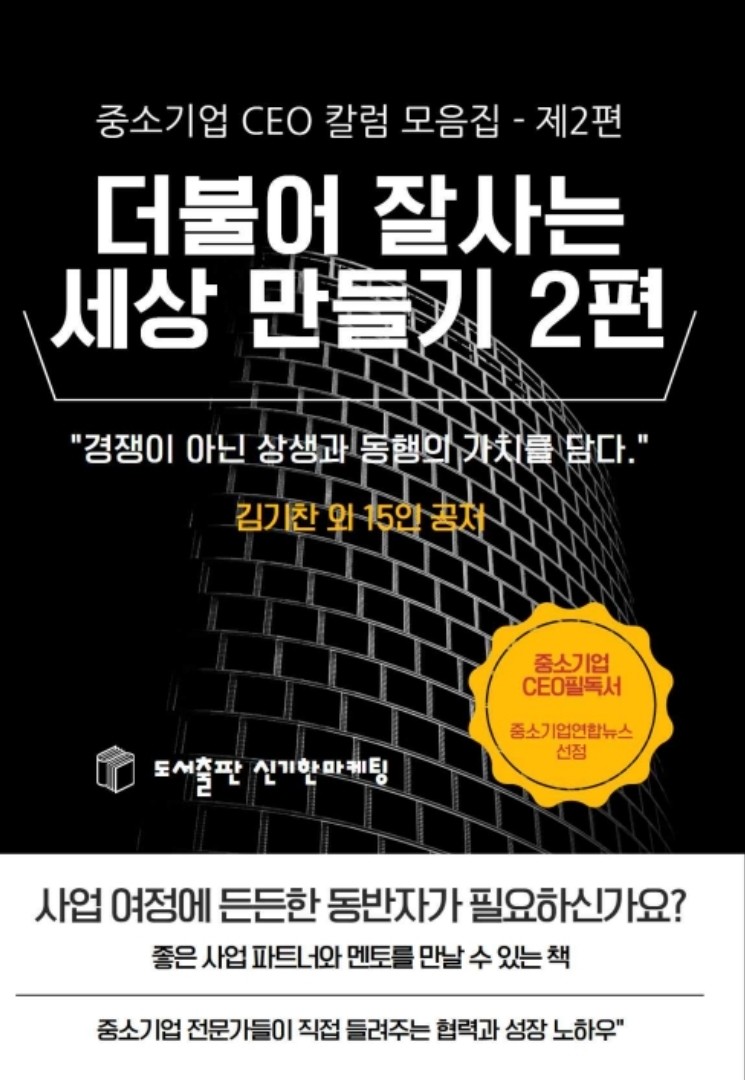 중소기업 CEO 칼럼 모음집 - 제2편
더불어 잘사는
세상 만들기 2편
"경쟁이 아닌 상생과 동행의 가치를 담다."
김기찬 외 15인 공저
중소기업
CEO필독서
중소기업연합뉴스
선정
도서출판 신기한마케팅
사업 여정에 든든한 동반자가 필요하신가요?
좋은 사업 파트너와 멘토를 만날 수 있는 책
중소기업 전문가들이 직접 들려주는 협력과 성장 노하우"